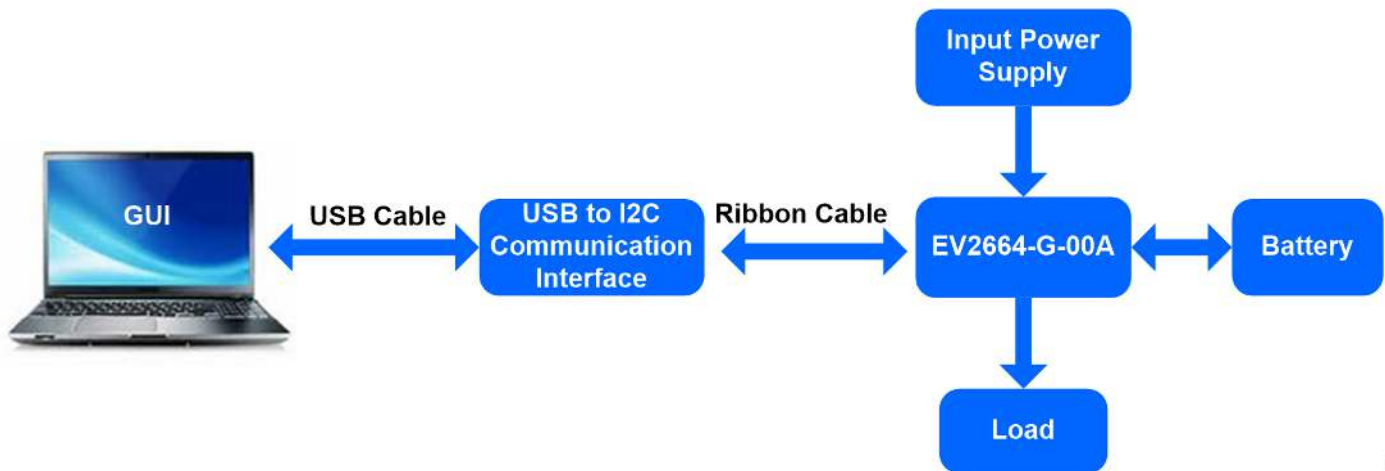 Input Power
Supply
GUI
USB Cable
USB to I2C
Communication
Interface
Ribbon Cable
EV2664-G-00A
Battery
Load